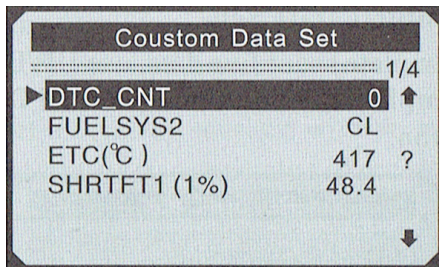 Coustom Data Set
1/4
DTC_CNT 0
FUELSYS2 CL
ETC(℃ ) 417 ?
SHRTFT1 (1%) 48.4